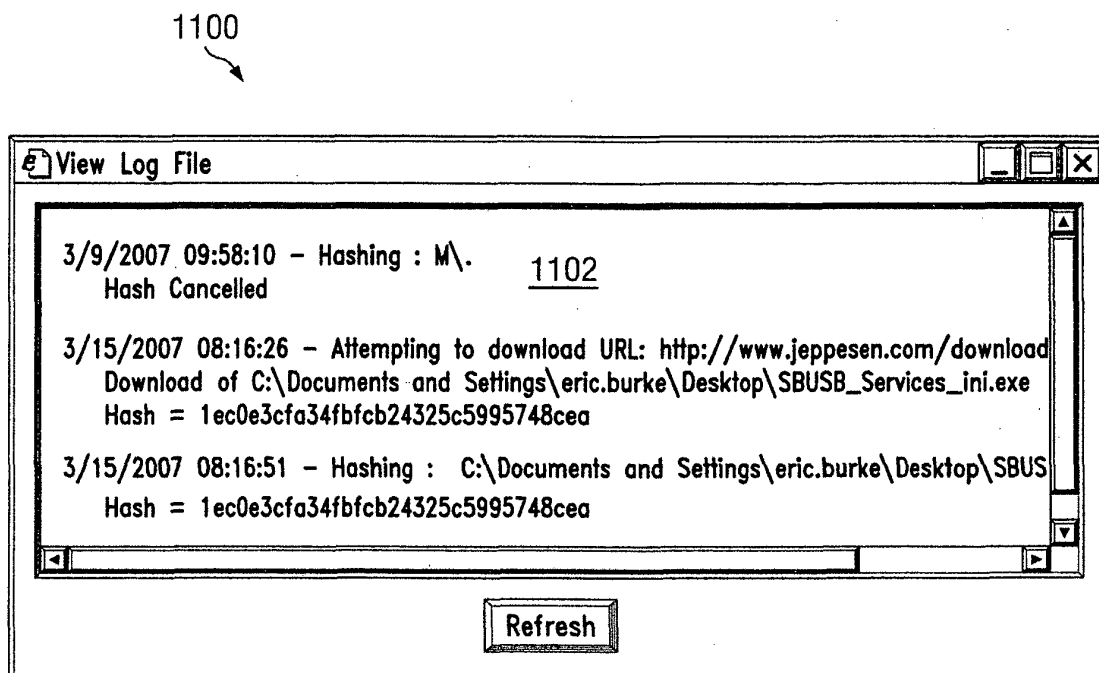 1100
View Log File
3/9/2007 09:58:10 – Hashing : M\.
1102
Hash Cancelled
3/15/2007 08:16:26 – Attempting to download URL: http://www.jeppesen.com/download
Download of C:\Documents and Settings\eric.burke\Desktop\SBUSB_Services_ini.exe
Hash = 1ec0e3cfa34fbfcb24325c5995748cea
3/15/2007 08:16:51 – Hashing : C:\Documents and Settings\eric.burke\Desktop\SBUS
Hash = 1ec0e3cfa34fbfcb24325c5995748cea
Refresh